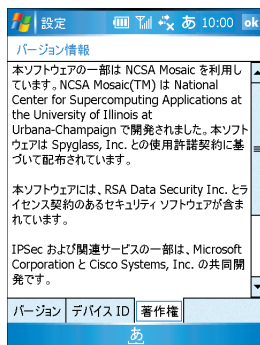 設定 あ 10:00 ok
バージョン情報
本ソフトウェアの一部は NCSA Mosaic を利用し
ています。NCSA Mosaic(TM) は National
Center for Supercomputing Applications at
the University of Illinois at
Urbana-Champaign で開発されました。本ソフト
ウェアは Spyglass, Inc. との使用許諾契約に基
づいて配布されています。
本ソフトウェアには、RSA Data Security Inc. とラ
イセンス契約のあるセキュリティ ソフトウェアが含ま
れています。
IPSec および関連サービスの一部は、Microsoft
Corporation と Cisco Systems, Inc. の共同開
発です。
バージョン デバイス ID 著作権
あ